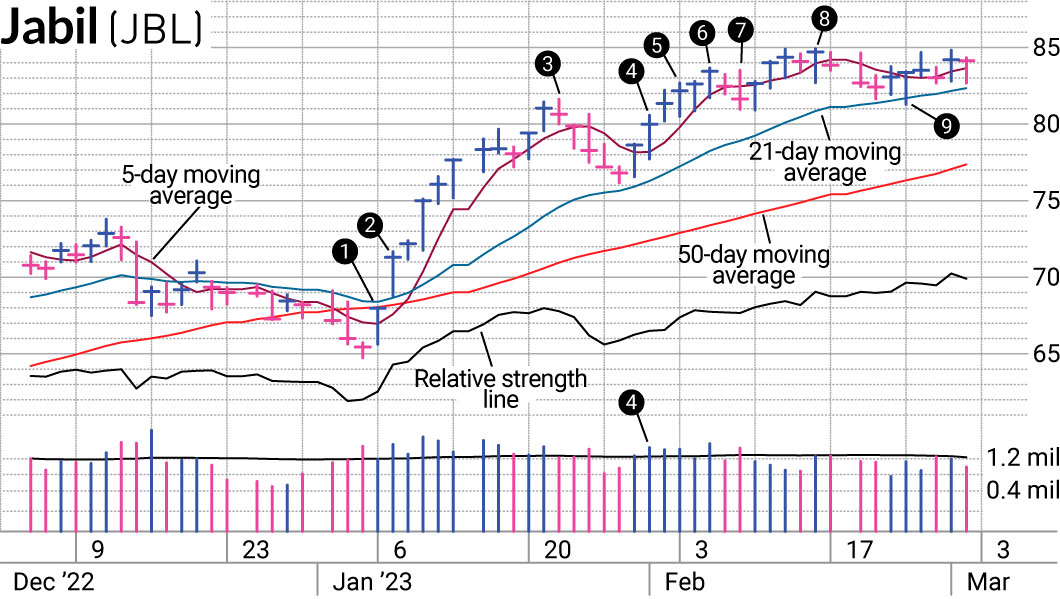 Jabil (JBL)
8
7
6
5
4
3
85
80
9
21-day moving
average
5-day moving
average
75
2
1
50-day moving
average
70
65
Relative strength
line
4
1.2 mil
0.4 mil
9 23 6 20 3 17 3
Dec ’22 Jan ’23 Feb Mar